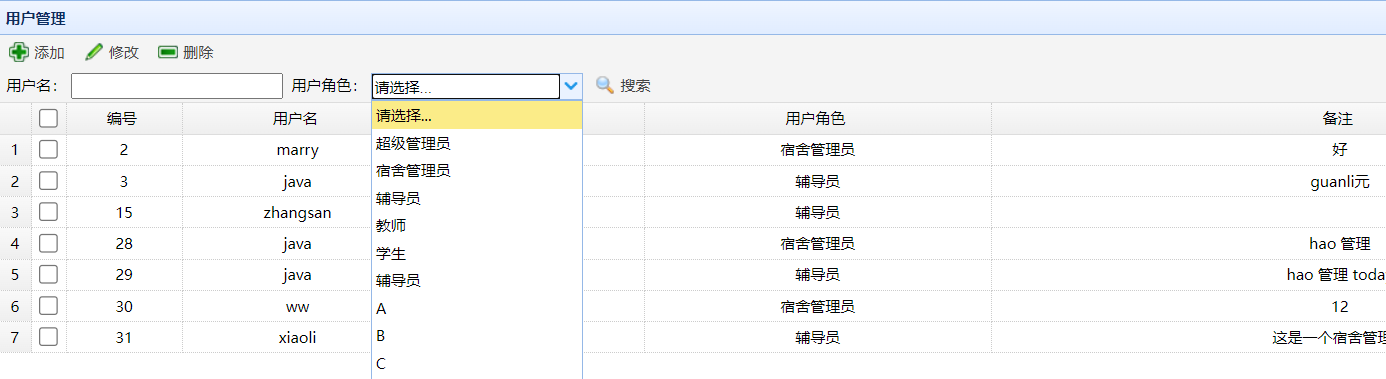 用户管理
添加 修改 删除
用户名： 用户角色： 请选择... 搜索
请选择...
超级管理员
宿舍管理员
辅导员
教师
学生
辅导员
A
B
C
编号 用户名 用户角色 备注
1 2 marry 宿舍管理员 好
2 3 java 辅导员 guanli元
3 15 zhangsan 辅导员
4 28 java 宿舍管理员 hao 管理
5 29 java 辅导员 hao 管理 toda
6 30 ww 宿舍管理员 12
7 31 xiaoli 辅导员 这是一个宿舍管理